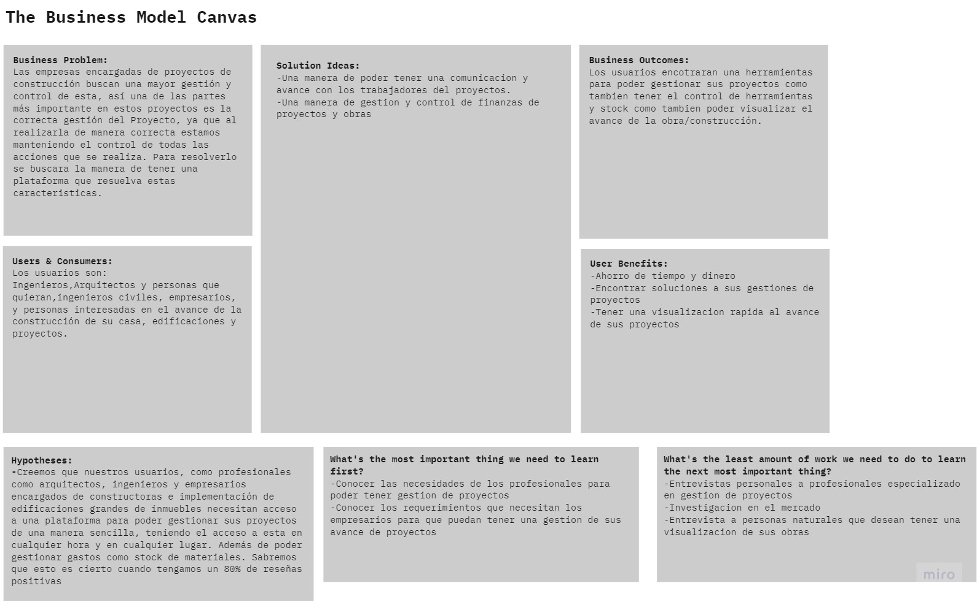 The Business Model Canvas
Business Problem:
Las empresas encargadas de proyectos de
construcción buscan una mayor gestión y
control de esta, así una de las partes
más importante en estos proyectos es la
correcta gestión del Proyecto, ya que al
realizarla de manera correcta estamos
manteniendo el control de todas las
acciones que se realiza. Para resolverlo
se buscara la manera de tener una
plataforma que resuelva estas
características.
Users & Consumers:
Los usuarios son:
Ingenieros,Arquitectos y personas que
quieran,ingenieros civiles, empresarios,
y personas interesadas en el avance de la
construcción de su casa, edificaciones y
proyectos.
Solution Ideas:
-Una manera de poder tener una comunicacion y
avance con los trabajadores del proyectos.
-Una manera de gestion y control de finanzas de
proyectos y obras
Business Outcomes:
Los usuarios encotraran una herramientas
para poder gestionar sus proyectos como
tambien tener el control de herramientas
y stock como tambien poder visualizar el
avance de la obra/construcción.
User Benefits:
-Ahorro de tiempo y dinero
-Encontrar soluciones a sus gestiones de
proyectos
-Tener una visualizacion rapida al avance
de sus proyectos
Hypotheses:
•Creemos que nuestros usuarios, como profesionales
como arquitectos, ingenieros y empresarios
encargados de constructoras e implementación de
edificaciones grandes de inmuebles necesitan acceso
a una plataforma para poder gestionar sus proyectos
de una manera sencilla, teniendo el acceso a esta en
cualquier hora y en cualquier lugar. Además de poder
gestionar gastos como stock de materiales. Sabremos
que esto es cierto cuando tengamos un 80% de reseñas
positivas
What's the most important thing we need to learn
first?
-Conocer las necesidades de los profesionales para
poder tener gestion de proyectos
-Conocer los requerimientos que necesitan los
empresarios para que puedan tener una gestion de sus
avance de proyectos
What's the least amount of work we need to do to learn
the next most important thing?
-Entrevistas personales a profesionales especializado
en gestion de proyectos
-Investigacion en el mercado
-Entrevista a personas naturales que desean tener una
visualizacion de sus obras
miro